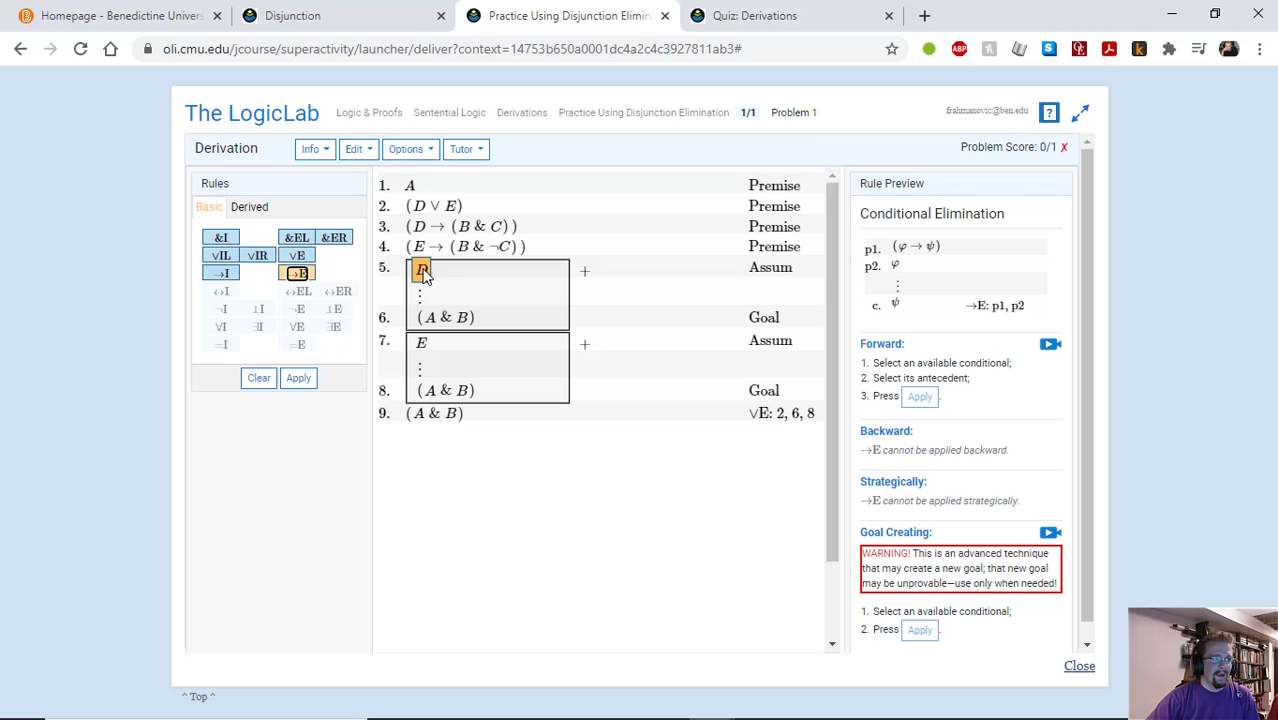 Homepage - Benedictine Univers
Disjunction
Practice Using Disjunction Elimin
Quiz: Derivations
oli.cmu.edu/jcourse/superactivity/launcher/deliver?context=14753b650a0001dc4a2c4c3927811ab3#
The LogicLab
Logic & Proofs
Sentential Logic
Derivations
Practice Using Disjunction Elimination
1/1
Problem 1
frahmanovic@ben.edu
?
Derivation
Info
Edit
Options
Tutor
Problem Score: 0/1 ✗
Rules
Basic
Derived
&I &EL &ER
∨IL ∨IR ∨E
→I →E
↔I ↔EL ↔ER
¬I ⊥I ¬E ⊥E
∀I ∃I ∀E ∃E
=I =E
Clear
Apply
1. A Premise
2. (D ∨ E) Premise
3. (D → (B & C)) Premise
4. (E → (B & ¬C)) Premise
5. D + Assum
⋮
6. (A & B) Goal
7. E + Assum
⋮
8. (A & B) Goal
9. (A & B) ∨E: 2, 6, 8
Rule Preview
Conditional Elimination
p1. (φ → ψ)
p2. φ
⋮
c. ψ →E: p1, p2
Forward:
1. Select an available conditional;
2. Select its antecedent;
3. Press Apply.
Backward:
→E cannot be applied backward.
Strategically:
→E cannot be applied strategically.
Goal Creating:
WARNING! This is an advanced technique
that may create a new goal; that new goal
may be unprovable—use only when needed!
1. Select an available conditional;
2. Press Apply.
Close
^ Top ^